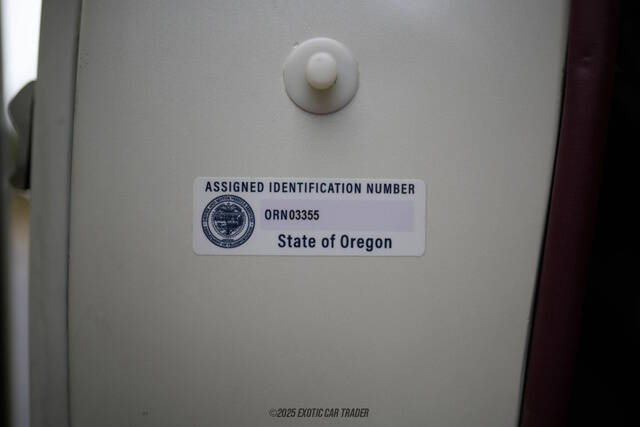 ASSIGNED IDENTIFICATION NUMBER
ORN03355
State of Oregon
©2025 EXOTIC CAR TRADER